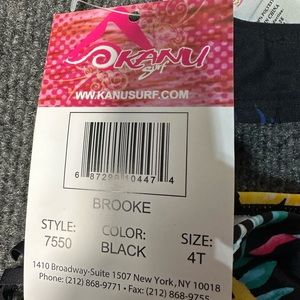 KANU
Surf
WWW.KANUSURF.COM
BROOKE
STYLE: COLOR: SIZE:
7550 BLACK 4T
1410 Broadway-Suite 1507 New York, NY 10018
Phone: (212) 868-9771 • Fax: (212) 868-9755